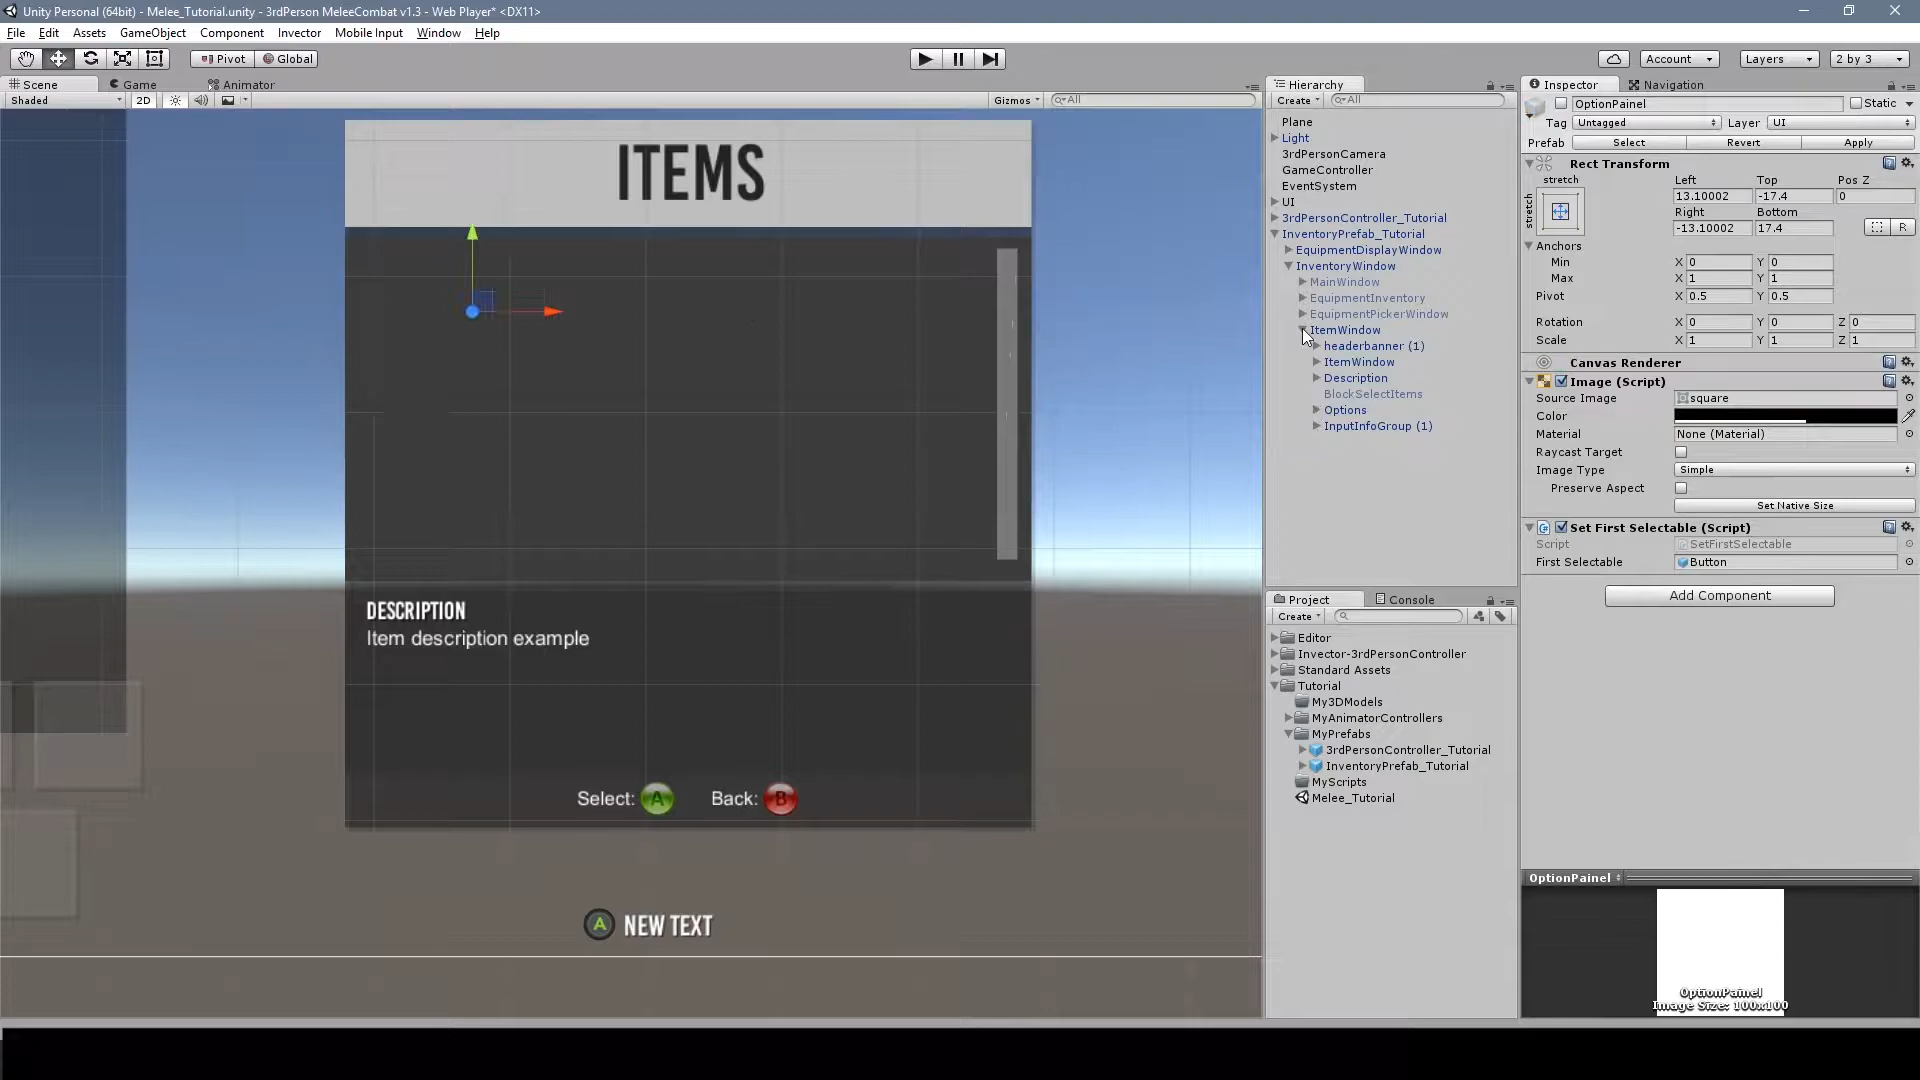 Unity Personal (64bit) - Melee_Tutorial.unity - 3rdPerson MeleeCombat v1.3 - Web Player* <DX11>
File Edit Assets GameObject Component Invector Mobile Input Window Help
Pivot Global
Account Layers 2 by 3
Scene Game Animator
Shaded 2D Gizmos All
ITEMS
DESCRIPTION
Item description example
Select: A Back: B
A NEW TEXT
Hierarchy
Create All
Plane
Light
3rdPersonCamera
GameController
EventSystem
UI
3rdPersonController_Tutorial
InventoryPrefab_Tutorial
EquipmentDisplayWindow
InventoryWindow
MainWindow
EquipmentInventory
EquipmentPickerWindow
ItemWindow
headerbanner (1)
ItemWindow
Description
BlockSelectItems
Options
InputInfoGroup (1)
Project Console
Create
Editor
Invector-3rdPersonController
Standard Assets
Tutorial
My3DModels
MyAnimatorControllers
MyPrefabs
3rdPersonController_Tutorial
InventoryPrefab_Tutorial
MyScripts
Melee_Tutorial
Inspector Navigation
OptionPainel Static
Tag Untagged Layer UI
Prefab Select Revert Apply
Rect Transform
stretch Left Top Pos Z
stretch 13.10002 -17.4 0
Right Bottom
-13.10002 17.4 R
Anchors
Min X 0 Y 0
Max X 1 Y 1
Pivot X 0.5 Y 0.5
Rotation X 0 Y 0 Z 0
Scale X 1 Y 1 Z 1
Canvas Renderer
Image (Script)
Source Image square
Color
Material None (Material)
Raycast Target
Image Type Simple
Preserve Aspect
Set Native Size
Set First Selectable (Script)
Script SetFirstSelectable
First Selectable Button
Add Component
OptionPainel
OptionPainel
Image Size: 100x100